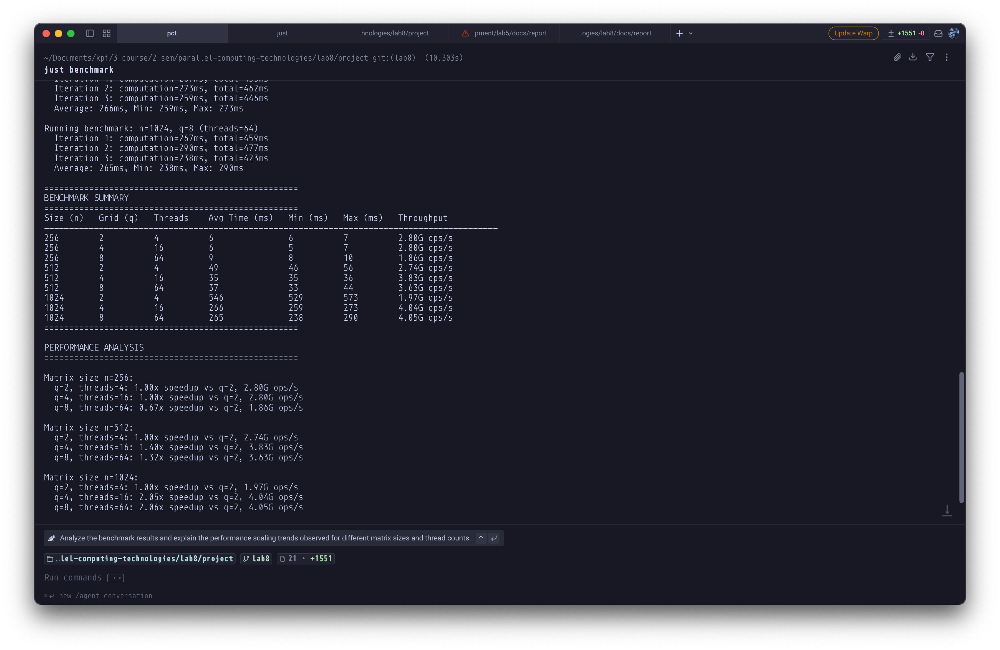 pct
just
..hnologies/lab8/project
..pment/lab5/docs/report
..ogies/lab8/docs/report
Update Warp
+1551 -0
~/Documents/kpi/3_course/2_sem/parallel-computing-technologies/lab8/project git:(lab8) (10.303s)
just benchmark
Iteration 2: computation=273ms, total=462ms
Iteration 3: computation=259ms, total=446ms
Average: 266ms, Min: 259ms, Max: 273ms
Running benchmark: n=1024, q=8 (threads=64)
Iteration 1: computation=267ms, total=459ms
Iteration 2: computation=290ms, total=477ms
Iteration 3: computation=238ms, total=423ms
Average: 265ms, Min: 238ms, Max: 290ms
===================================================
BENCHMARK SUMMARY
===================================================
Size (n) Grid (q) Threads Avg Time (ms) Min (ms) Max (ms) Throughput
-------------------------------------------------------------------------------------------
256 2 4 6 6 7 2.80G ops/s
256 4 16 6 5 7 2.80G ops/s
256 8 64 9 8 10 1.86G ops/s
512 2 4 49 46 56 2.74G ops/s
512 4 16 35 35 36 3.83G ops/s
512 8 64 37 33 44 3.63G ops/s
1024 2 4 546 529 573 1.97G ops/s
1024 4 16 266 259 273 4.04G ops/s
1024 8 64 265 238 290 4.05G ops/s
===================================================
PERFORMANCE ANALYSIS
===================================================
Matrix size n=256:
q=2, threads=4: 1.00x speedup vs q=2, 2.80G ops/s
q=4, threads=16: 1.00x speedup vs q=2, 2.80G ops/s
q=8, threads=64: 0.67x speedup vs q=2, 1.86G ops/s
Matrix size n=512:
q=2, threads=4: 1.00x speedup vs q=2, 2.74G ops/s
q=4, threads=16: 1.40x speedup vs q=2, 3.83G ops/s
q=8, threads=64: 1.32x speedup vs q=2, 3.63G ops/s
Matrix size n=1024:
q=2, threads=4: 1.00x speedup vs q=2, 1.97G ops/s
q=4, threads=16: 2.05x speedup vs q=2, 4.04G ops/s
q=8, threads=64: 2.06x speedup vs q=2, 4.05G ops/s
Analyze the benchmark results and explain the performance scaling trends observed for different matrix sizes and thread counts.
…lel-computing-technologies/lab8/project lab8 21 • +1551
Run commands
⌘⏎ new /agent conversation